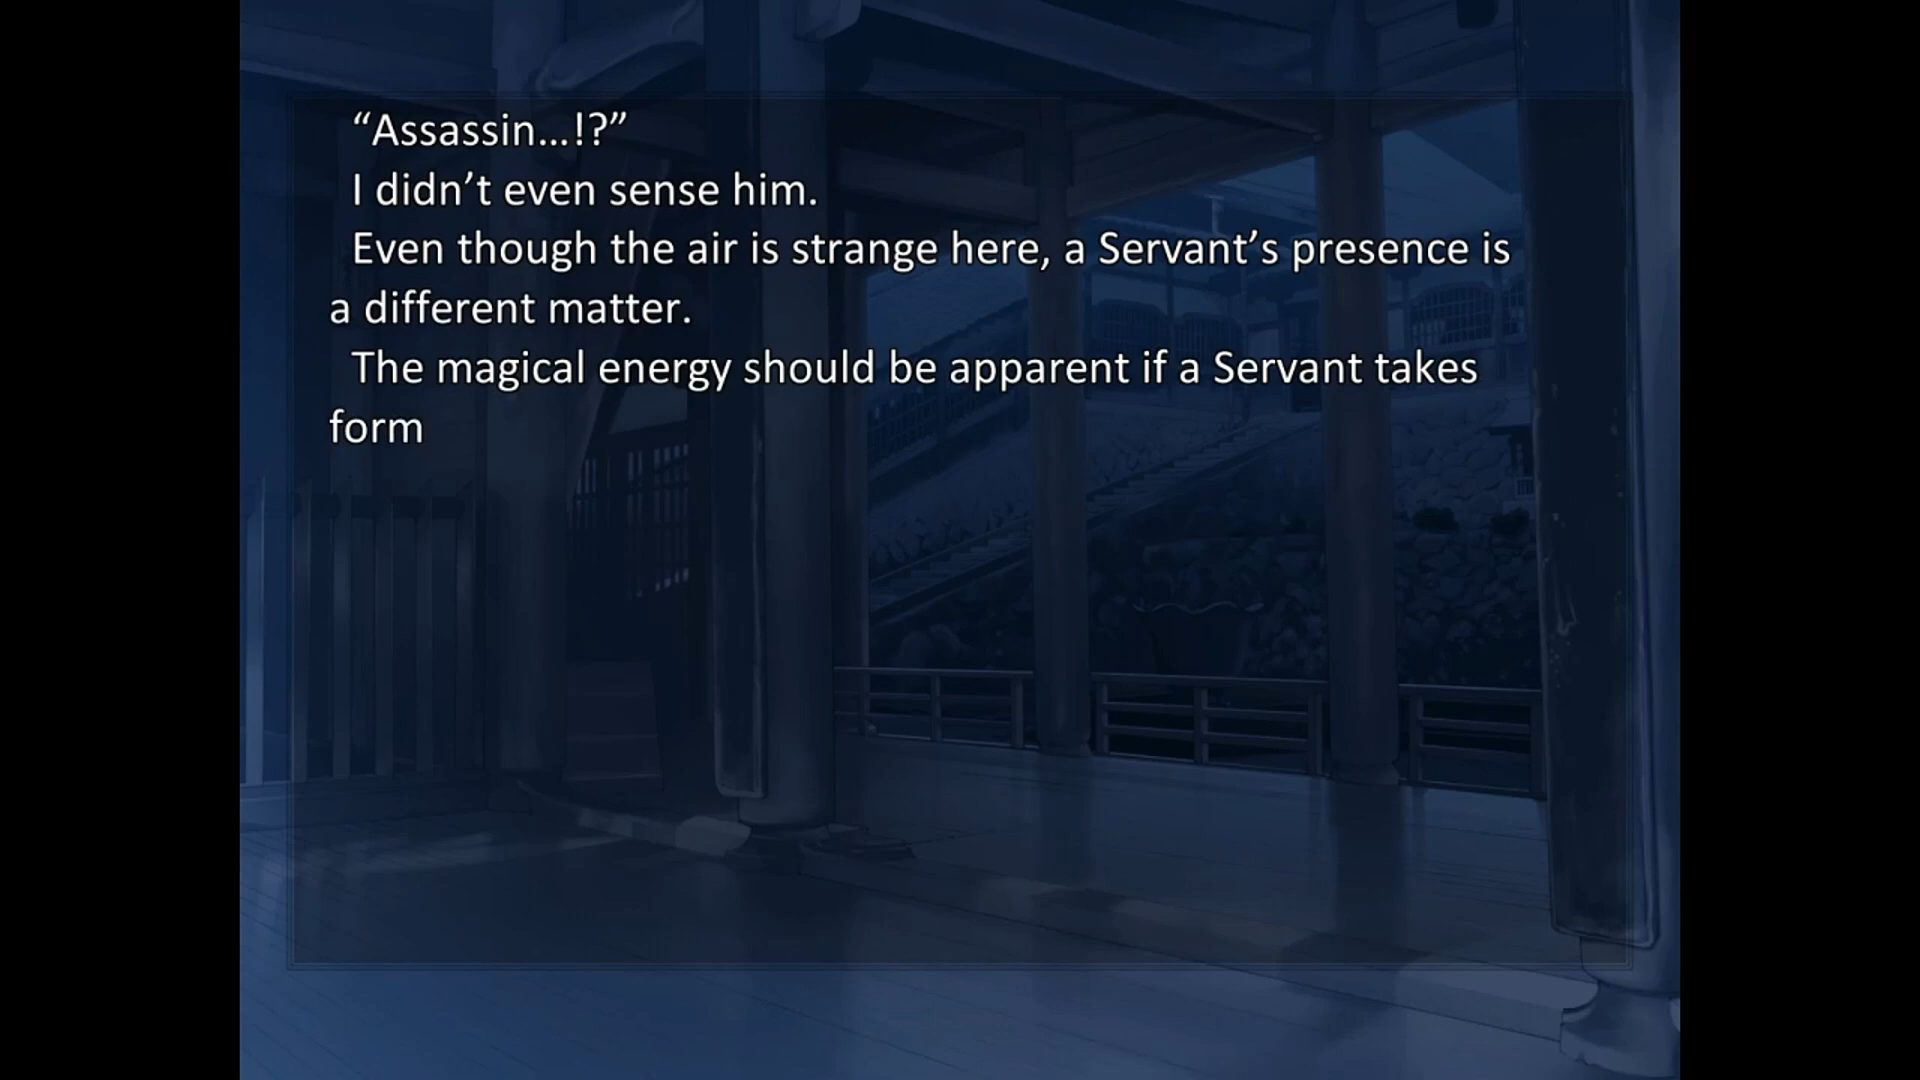 “Assassin…!?”
I didn’t even sense him.
Even though the air is strange here, a Servant’s presence is
a different matter.
The magical energy should be apparent if a Servant takes
form